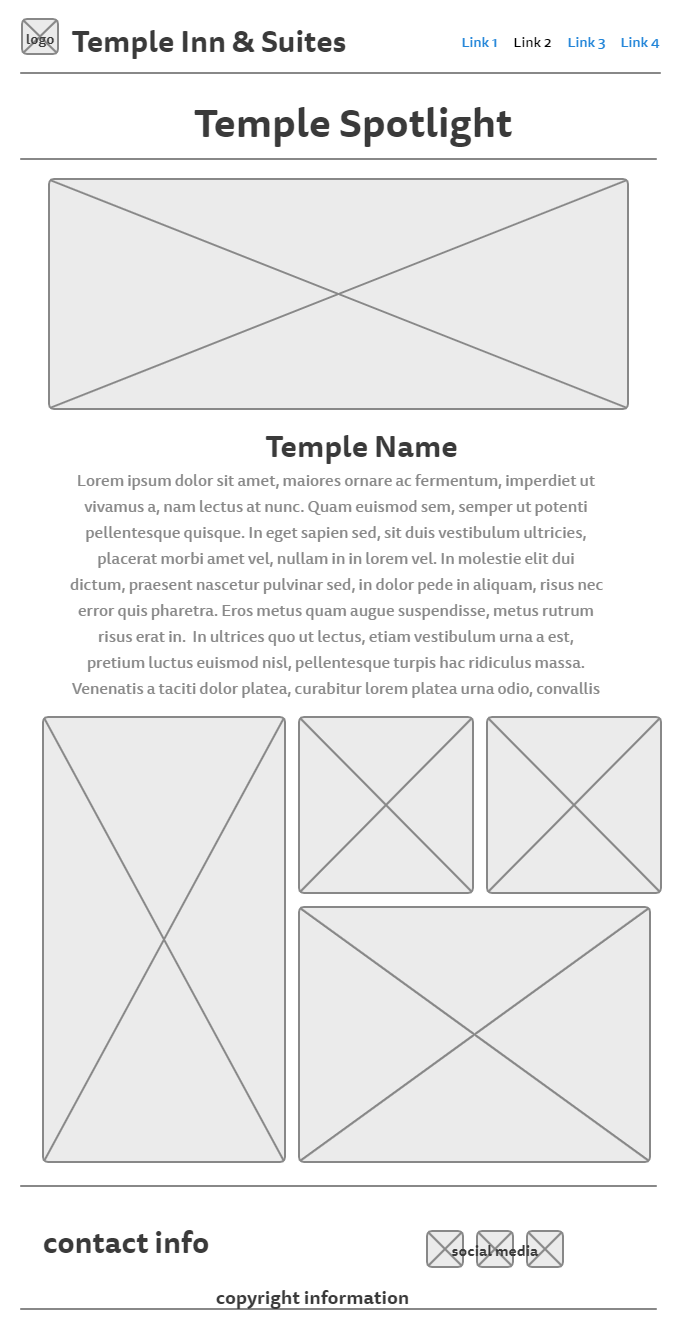 logo
Temple Inn & Suites
Link 1 Link 2 Link 3 Link 4
Temple Spotlight
Temple Name
Lorem ipsum dolor sit amet, maiores ornare ac fermentum, imperdiet ut
vivamus a, nam lectus at nunc. Quam euismod sem, semper ut potenti
pellentesque quisque. In eget sapien sed, sit duis vestibulum ultricies,
placerat morbi amet vel, nullam in in lorem vel. In molestie elit dui
dictum, praesent nascetur pulvinar sed, in dolor pede in aliquam, risus nec
error quis pharetra. Eros metus quam augue suspendisse, metus rutrum
risus erat in.  In ultrices quo ut lectus, etiam vestibulum urna a est,
pretium luctus euismod nisl, pellentesque turpis hac ridiculus massa.
Venenatis a taciti dolor platea, curabitur lorem platea urna odio, convallis
contact info
social media
copyright information